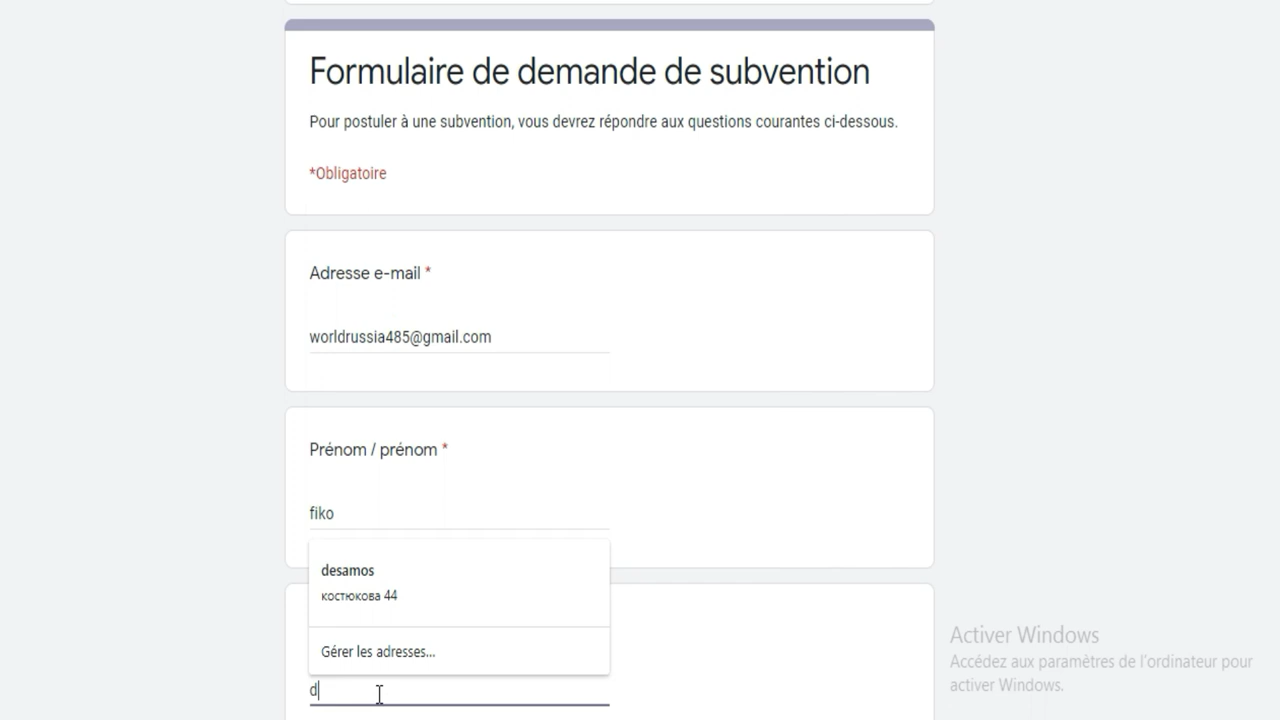 Formulaire de demande de subvention
Pour postuler à une subvention, vous devrez répondre aux questions courantes ci-dessous.
*Obligatoire
Adresse e-mail *
worldrussia485@gmail.com
Prénom / prénom *
fiko
desamos
костюкова 44
Gérer les adresses...
d
Activer Windows
Accédez aux paramètres de l'ordinateur pour
activer Windows.